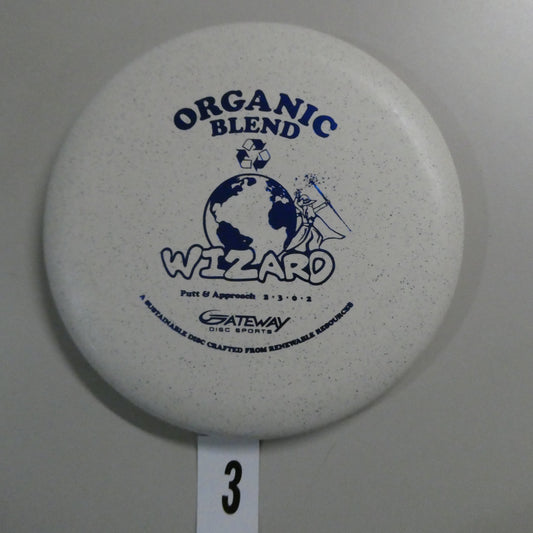 ORGANIC
BLEND
WIZARD
Putt & Approach 2 • 3 • 0 • 2
GATEWAY
DISC SPORTS
A SUSTAINABLE DISC CRAFTED FROM RENEWABLE RESOURCES
3